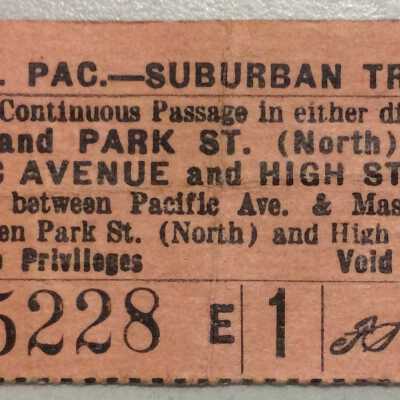 . PAC.—SUBURBAN TR
Continuous Passage in either di
and PARK ST. (North)
C AVENUE and HIGH ST
between Pacific Ave. & Mas
en Park St. (North) and High
Privileges Void
5228 E 1